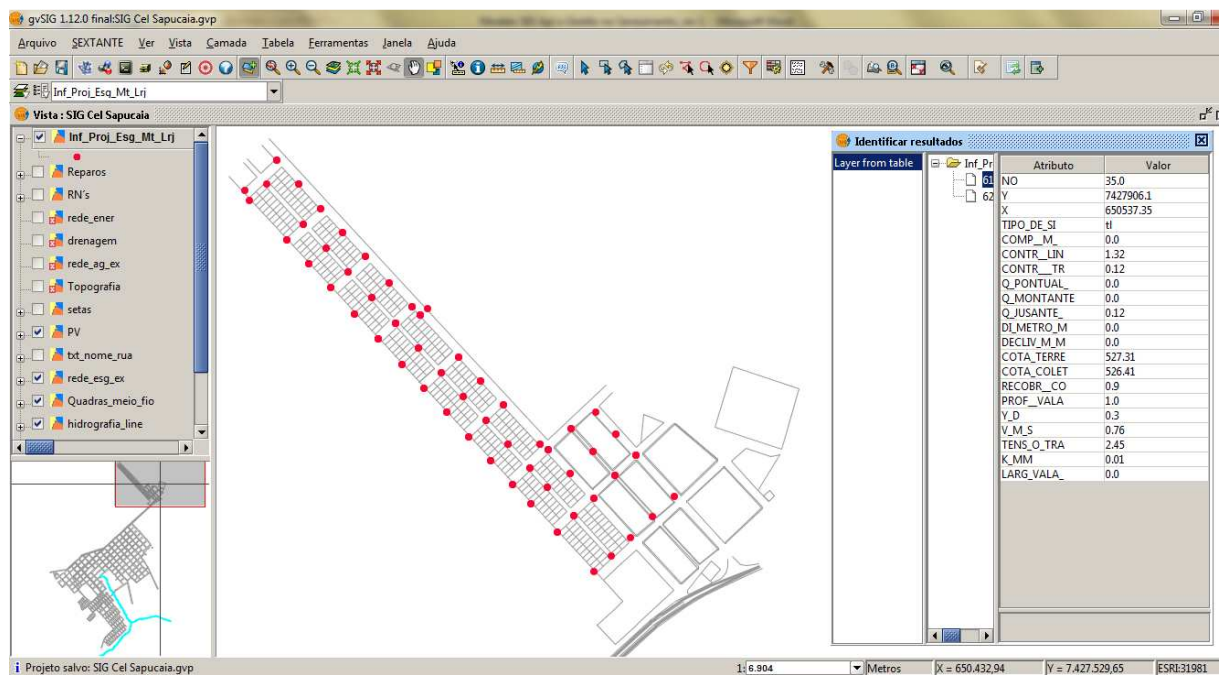 gvSIG 1.12.0 final:SIG Cel Sapucaia.gvp
Arquivo SEXTANTE Ver Vista Camada Tabela Ferramentas Janela Ajuda
Inf_Proj_Esg_Mt_Lrj
Vista : SIG Cel Sapucaia
Inf_Proj_Esg_Mt_Lrj
Reparos
RN´s
rede_ener
drenagem
rede_ag_ex
Topografia
setas
PV
txt_nome_rua
rede_esg_ex
Quadras_meio_fio
hidrografia_line
Identificar resultados
Layer from table
Inf_Pr
61
62
Atributo Valor
NO 35.0
Y 7427906.1
X 650537.35
TIPO_DE_SI tl
COMP__M_ 0.0
CONTR__LIN 1.32
CONTR___TR 0.12
Q_PONTUAL_ 0.0
Q_MONTANTE 0.0
Q_JUSANTE_ 0.12
DI_METRO_M 0.0
DECLIV_M_M 0.0
COTA_TERRE 527.31
COTA_COLET 526.41
RECOBR__CO 0.9
PROF__VALA 1.0
Y_D 0.3
V_M_S 0.76
TENS_O_TRA 2.45
K_MM 0.01
LARG_VALA_ 0.0
Projeto salvo: SIG Cel Sapucaia.gvp
1: 6.904 Metros X = 650.432,94 Y = 7.427.529,65 ESRI:31981